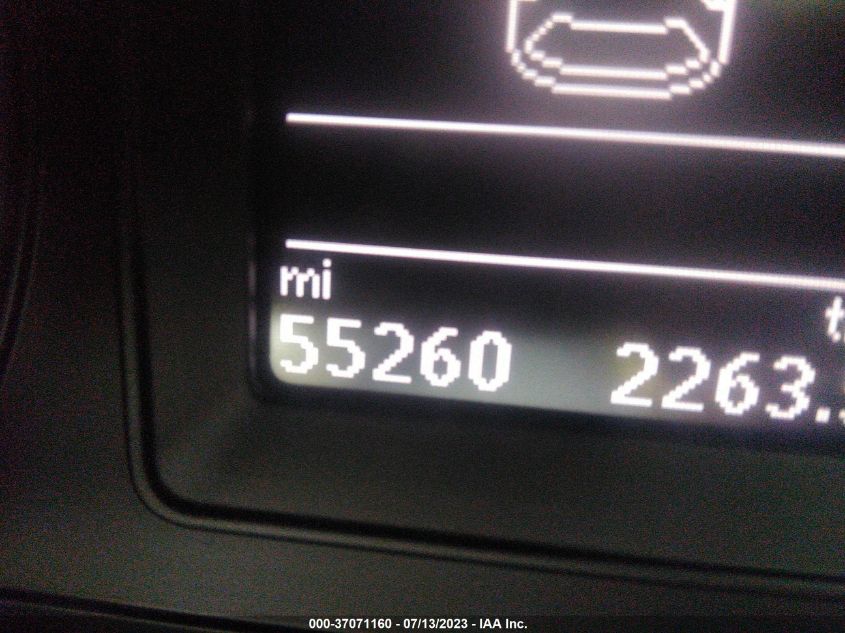 mi
55260 2263.
000-37071160 - 07/13/2023 - IAA Inc.